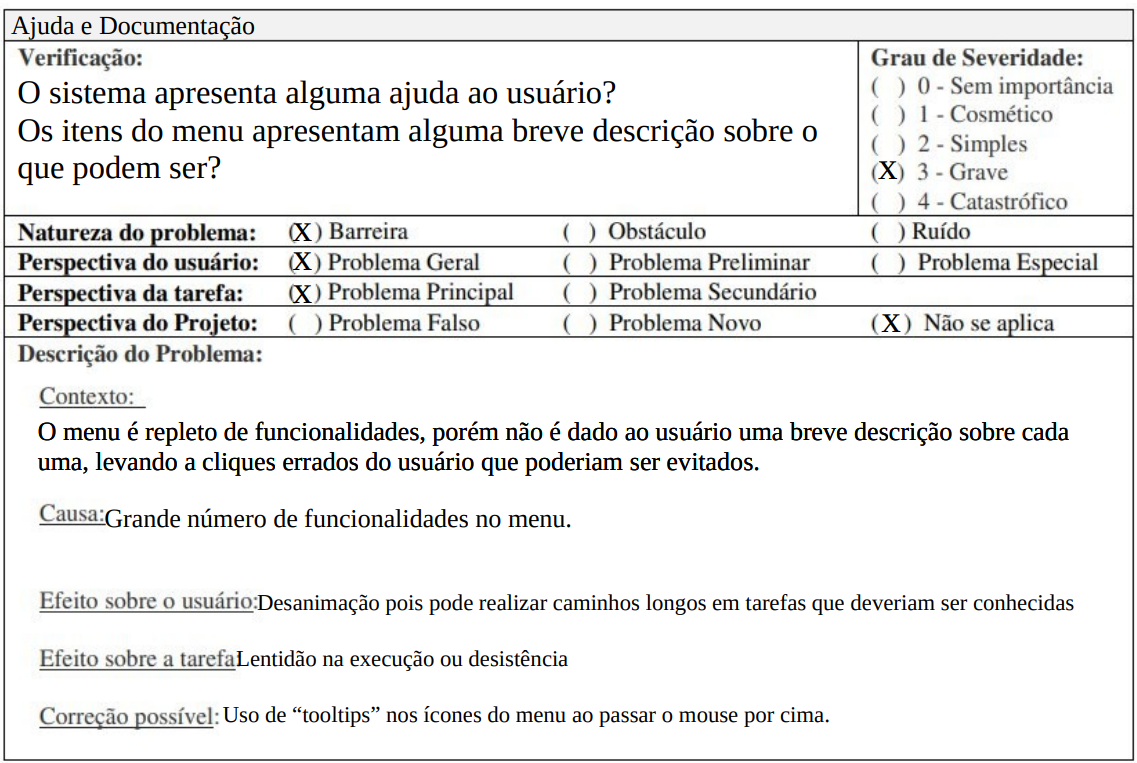 Ajuda e Documentação
Verificação:
O sistema apresenta alguma ajuda ao usuário?
Os itens do menu apresentam alguma breve descrição sobre o
que podem ser?
Grau de Severidade:
( ) 0 - Sem importância
( ) 1 - Cosmético
( ) 2 - Simples
(X) 3 - Grave
( ) 4 - Catastrófico
Natureza do problema: (X) Barreira ( ) Obstáculo ( ) Ruído
Perspectiva do usuário: (X) Problema Geral ( ) Problema Preliminar ( ) Problema Especial
Perspectiva da tarefa: (X) Problema Principal ( ) Problema Secundário
Perspectiva do Projeto: ( ) Problema Falso ( ) Problema Novo (X) Não se aplica
Descrição do Problema:
Contexto:
O menu é repleto de funcionalidades, porém não é dado ao usuário uma breve descrição sobre cada
uma, levando a cliques errados do usuário que poderiam ser evitados.
Causa:Grande número de funcionalidades no menu.
Efeito sobre o usuário:Desanimação pois pode realizar caminhos longos em tarefas que deveriam ser conhecidas
Efeito sobre a tarefa:Lentidão na execução ou desistência
Correção possível: Uso de “tooltips” nos ícones do menu ao passar o mouse por cima.